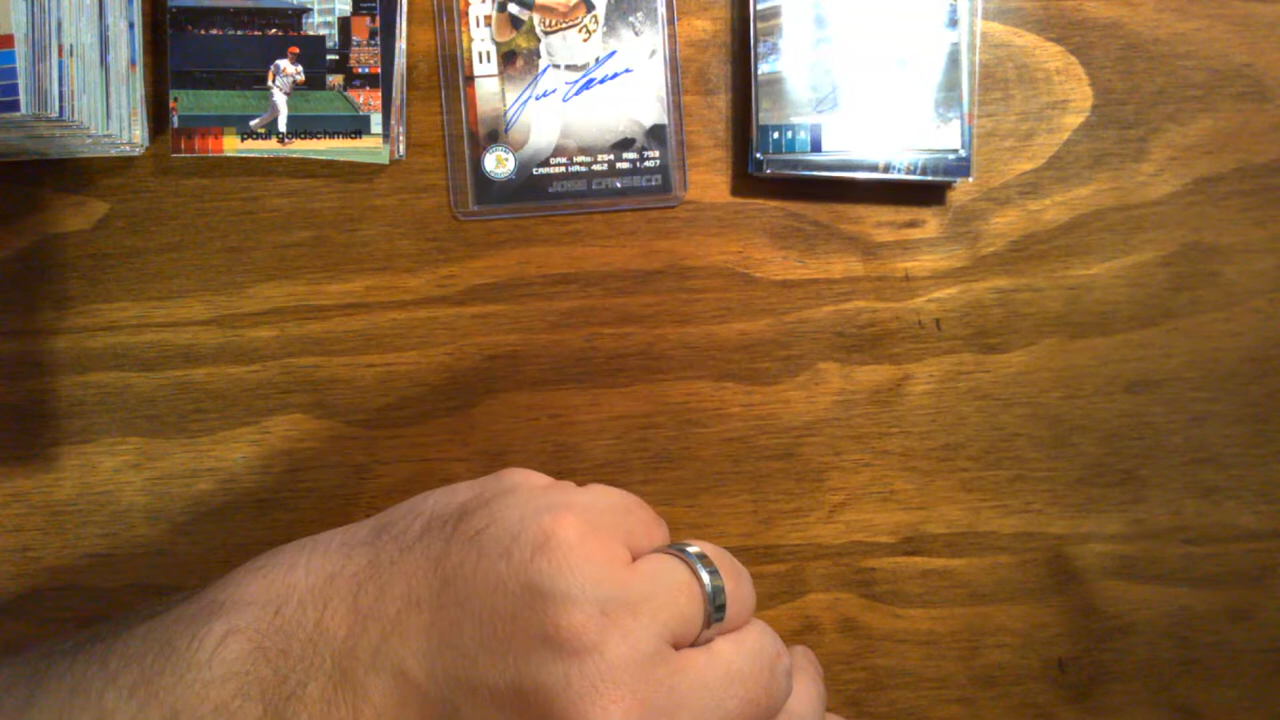 paul goldschmidt
33
OAK. HRs: 254 RBI: 793
CAREER HRs: 462 RBI: 1,407
JOSE CANSECO